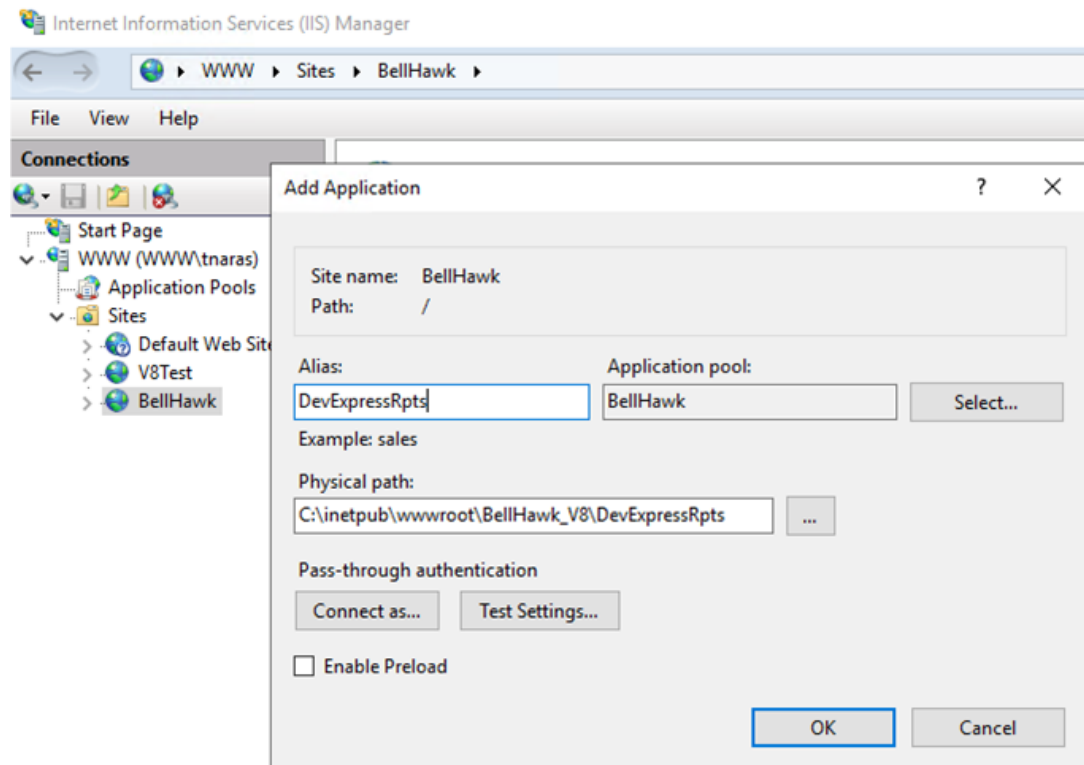 Internet Information Services (IIS) Manager
WWW Sites BellHawk
File View Help
Connections
Start Page
WWW (WWW\tnaras)
Application Pools
Sites
Default Web Site
V8Test
BellHawk
Add Application ? X
Site name: BellHawk
Path: /
Alias: Application pool:
DevExpressRpts BellHawk Select...
Example: sales
Physical path:
C:\inetpub\wwwroot\BellHawk_V8\DevExpressRpts ...
Pass-through authentication
Connect as... Test Settings...
Enable Preload
OK Cancel